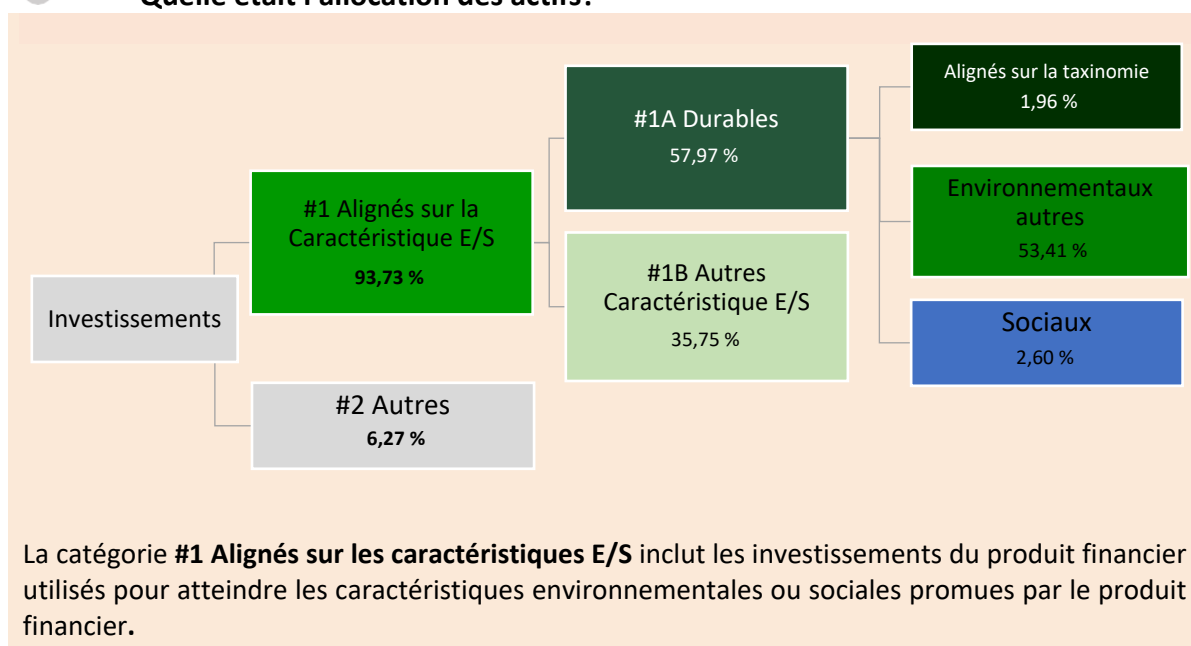 Quelle était l'allocation des actifs?
Investissements
#1 Alignés sur la
Caractéristique E/S
93,73 %
#2 Autres
6,27 %
#1A Durables
57,97 %
#1B Autres
Caractéristique E/S
35,75 %
Alignés sur la taxinomie
1,96 %
Environnementaux
autres
53,41 %
Sociaux
2,60 %
La catégorie #1 Alignés sur les caractéristiques E/S inclut les investissements du produit financier
utilisés pour atteindre les caractéristiques environnementales ou sociales promues par le produit
financier.